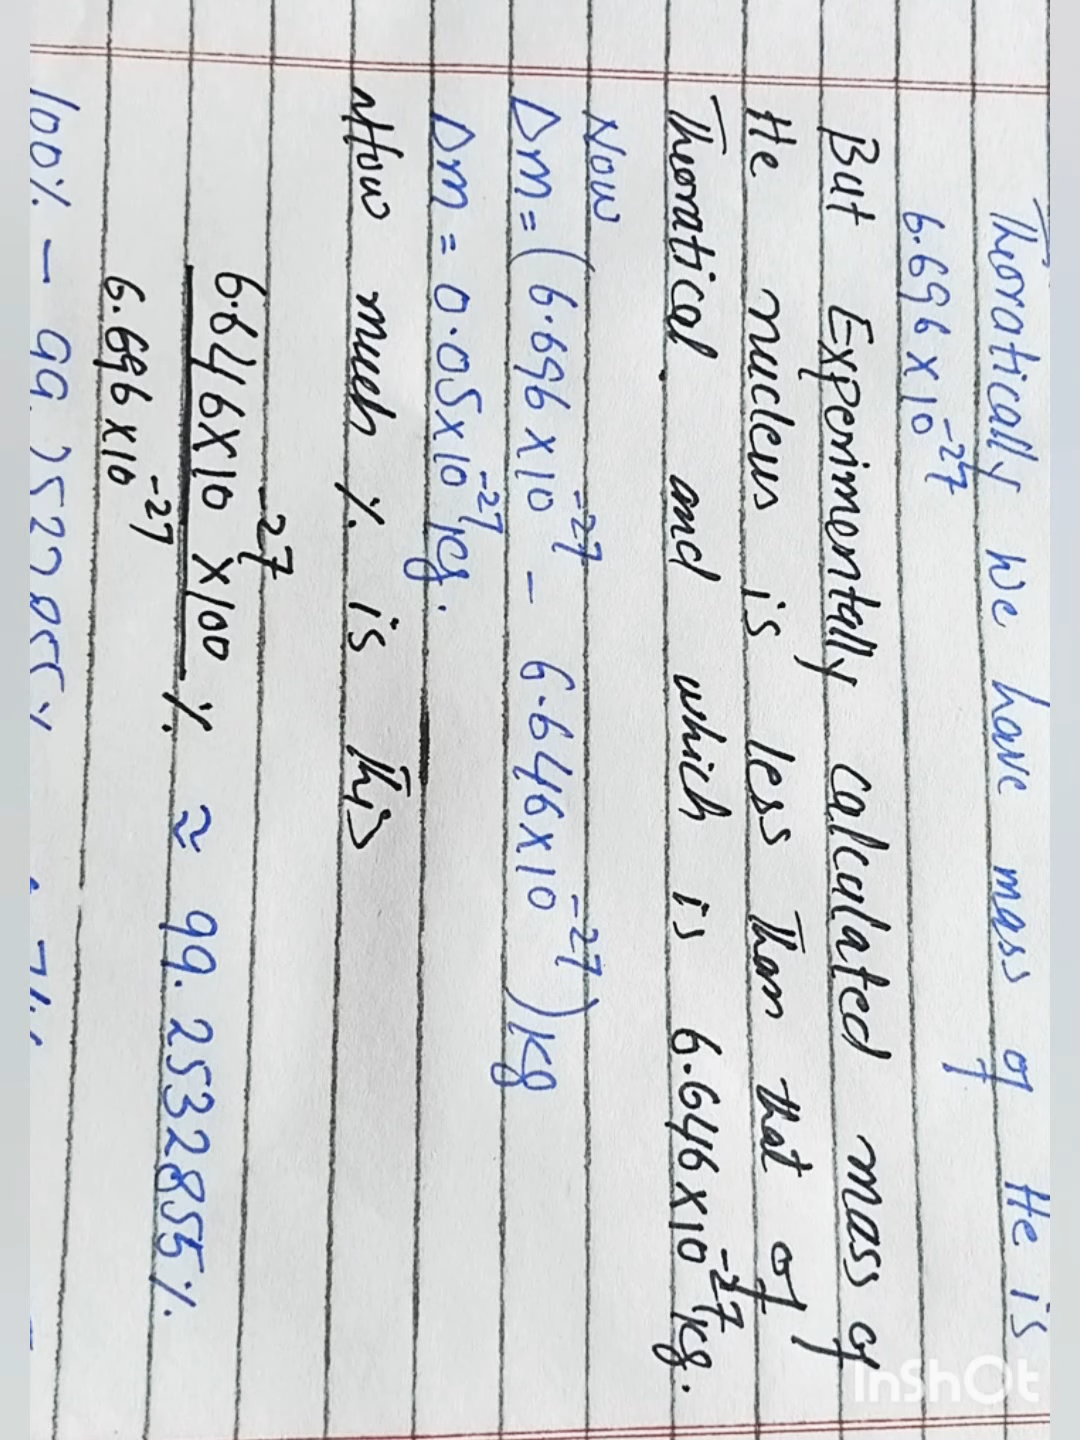 Theoratically we have mass of He is
6.696 x 10^-27
But Experimentally calculated mass of
He nucleus is less than that of
Theoratical. and which is 6.646 x 10^-27 kg.
Now
Δm = (6.696 x 10^-27 - 6.646 x 10^-27) kg
Δm = 0.05 x 10^-27 kg.
How much % is this
6.646 x 10^-27 x 100 % ≈ 99.2532855 %.
6.696 x 10^-27
100% -
InShOt